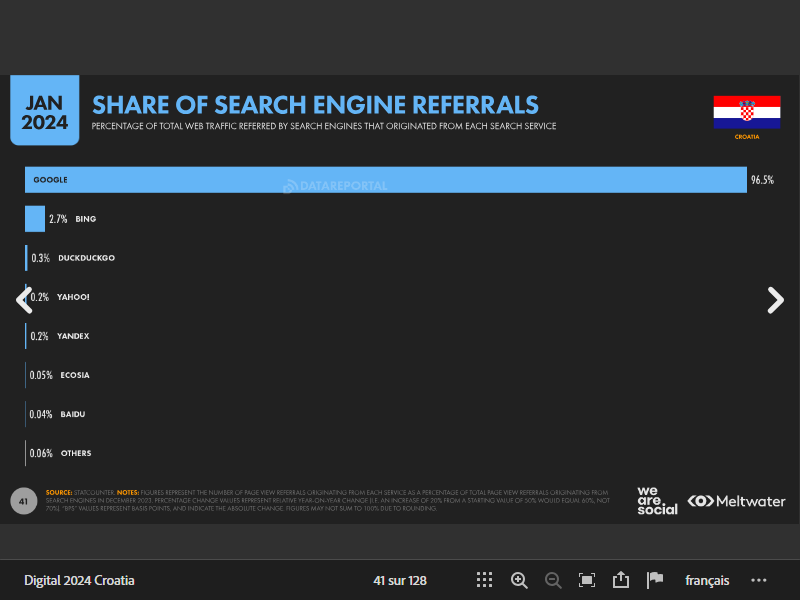 JAN
2024
SHARE OF SEARCH ENGINE REFERRALS
PERCENTAGE OF TOTAL WEB TRAFFIC REFERRED BY SEARCH ENGINES THAT ORIGINATED FROM EACH SEARCH SERVICE
CROATIA
GOOGLE 96.5%
DATAREPORTAL
2.7% BING
0.3% DUCKDUCKGO
0.2% YAHOO!
0.2% YANDEX
0.05% ECOSIA
0.04% BAIDU
0.06% OTHERS
41
SOURCE: STATCOUNTER. NOTES: FIGURES REPRESENT THE NUMBER OF PAGE VIEW REFERRALS ORIGINATING FROM EACH SERVICE AS A PERCENTAGE OF TOTAL PAGE VIEW REFERRALS ORIGINATING FROM
SEARCH ENGINES IN DECEMBER 2023. PERCENTAGE CHANGE VALUES REPRESENT RELATIVE YEAR-ON-YEAR CHANGE (I.E. AN INCREASE OF 20% FROM A STARTING VALUE OF 50% WOULD EQUAL 60%, NOT
70%). "BPS" VALUES REPRESENT BASIS POINTS, AND INDICATE THE ABSOLUTE CHANGE. FIGURES MAY NOT SUM TO 100% DUE TO ROUNDING.
we
are.
social
Meltwater
Digital 2024 Croatia
41 sur 128
français